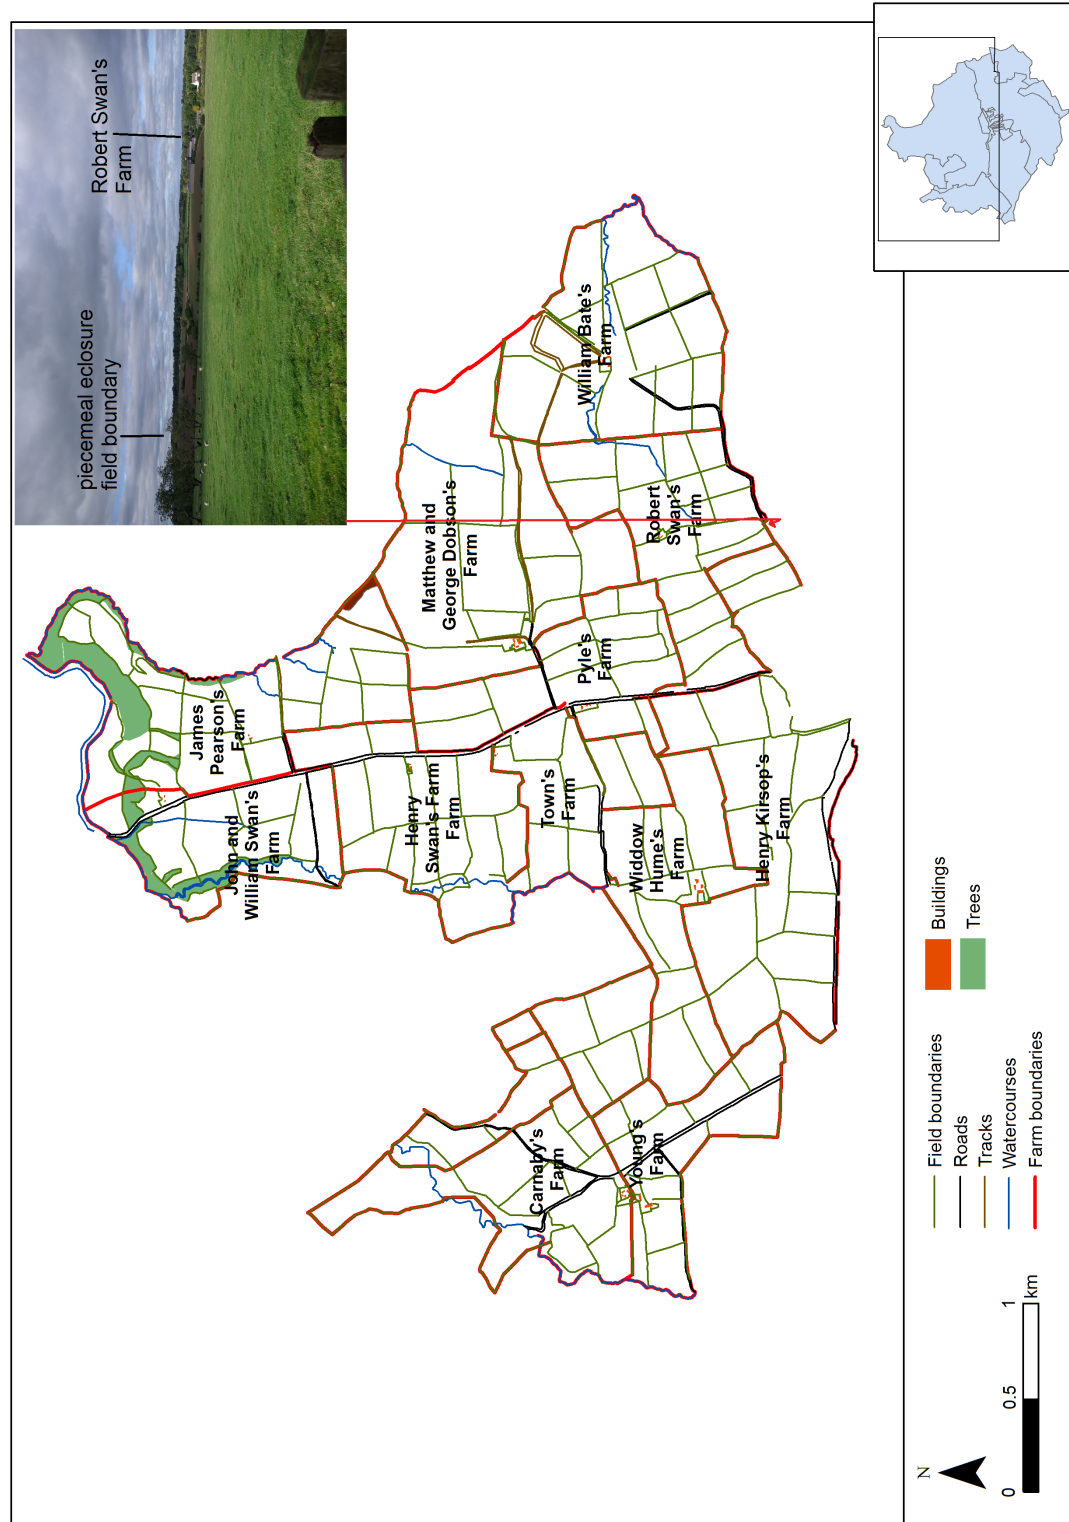 piecemeal eclosure
field boundary
Robert Swan's
Farm
James
Pearson's
Farm
John and
William Swan's
Farm
Henry
Swan's Farm
Farm
Matthew and
George Dobson's
Farm
William Bate's
Farm
Town's
Farm
Pyle's
Farm
Robert
Swan's
Farm
Widdow
Hume's
Farm
Henry Kirsop's
Farm
Carnaby's
Farm
Young's
Farm
N
0
0.5
1
km
Field boundaries
Roads
Tracks
Watercourses
Farm boundaries
Buildings
Trees